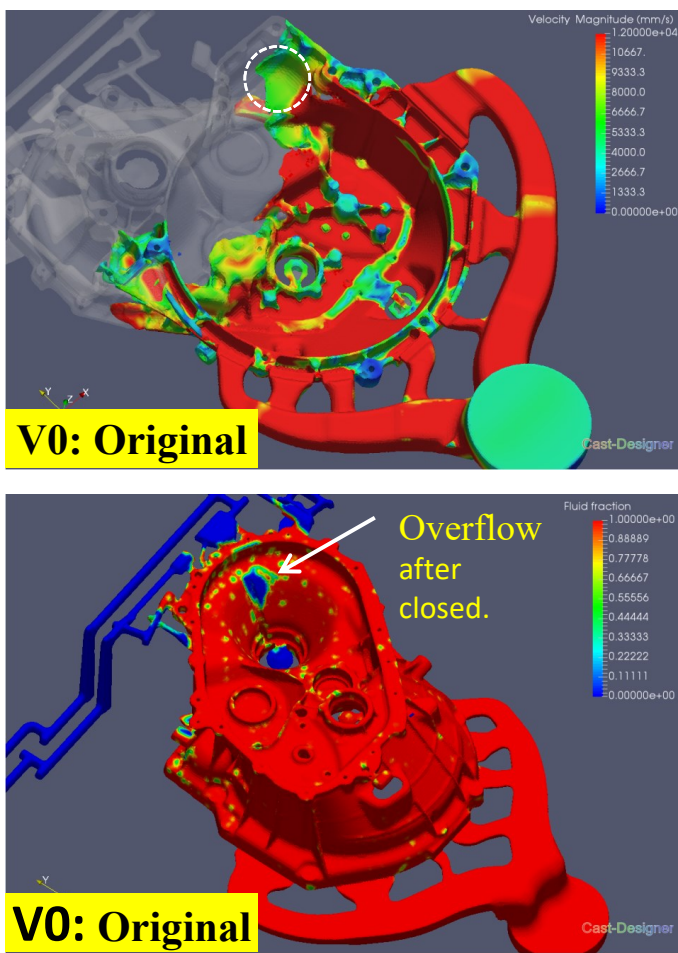 Velocity Magnitude (mm/s)
1.20000e+04
10667.
9333.3
8000.0
6666.7
5333.3
4000.0
2666.7
1333.3
0.00000e+00
Y
Z
X
V0: Original
Cast-Designer
Fluid fraction
1.00000e+00
0.88889
0.77778
0.66667
0.55556
0.44444
0.33333
0.22222
0.11111
0.00000e+00
Overflow
after
closed.
Y
V0: Original
Cast-Designer